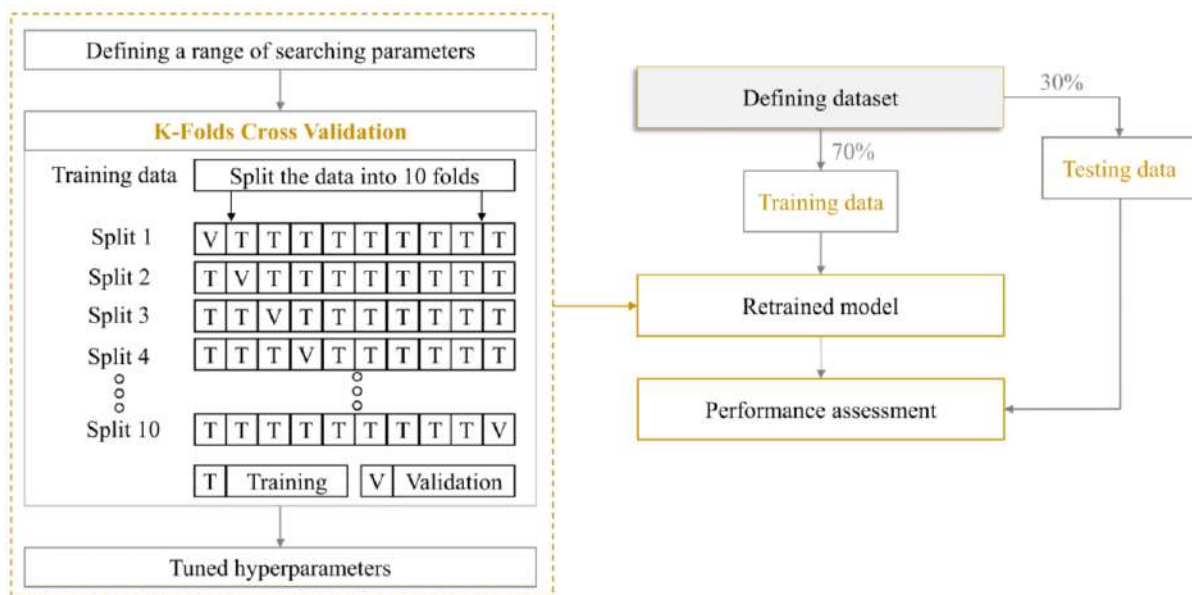 Defining a range of searching parameters
K-Folds Cross Validation
Training data
Split the data into 10 folds
Split 1
V T T T T T T T T T
Split 2
T V T T T T T T T T
Split 3
T T V T T T T T T T
Split 4
T T T V T T T T T T
Split 10
T T T T T T T T T V
T Training
V Validation
Tuned hyperparameters
Defining dataset
30%
70%
Training data
Testing data
Retrained model
Performance assessment